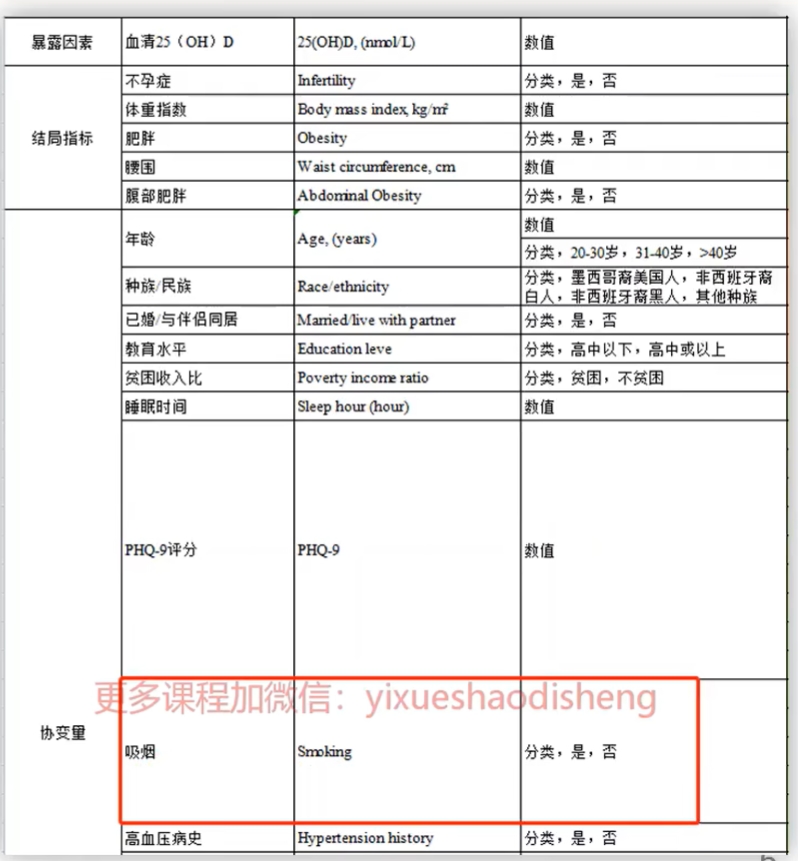 暴露因素 血清25（OH）D 25(OH)D, (nmol/L) 数值
结局指标
不孕症 Infertility 分类，是，否
体重指数 Body mass index, kg/m² 数值
肥胖 Obesity 分类，是，否
腰围 Waist circumference, cm 数值
腹部肥胖 Abdominal Obesity 分类，是，否
协变量
年龄 Age, (years) 数值
分类，20-30岁，31-40岁，>40岁
种族/民族 Race/ethnicity 分类，墨西哥裔美国人，非西班牙裔
白人，非西班牙裔黑人，其他种族
已婚/与伴侣同居 Married/live with partner 分类，是，否
教育水平 Education leve 分类，高中以下，高中或以上
贫困收入比 Poverty income ratio 分类，贫困，不贫困
睡眠时间 Sleep hour (hour) 数值
PHQ-9评分 PHQ-9 数值
更多课程加微信：yixueshaodisheng
吸烟 Smoking 分类，是，否
高血压病史 Hypertension history 分类，是，否